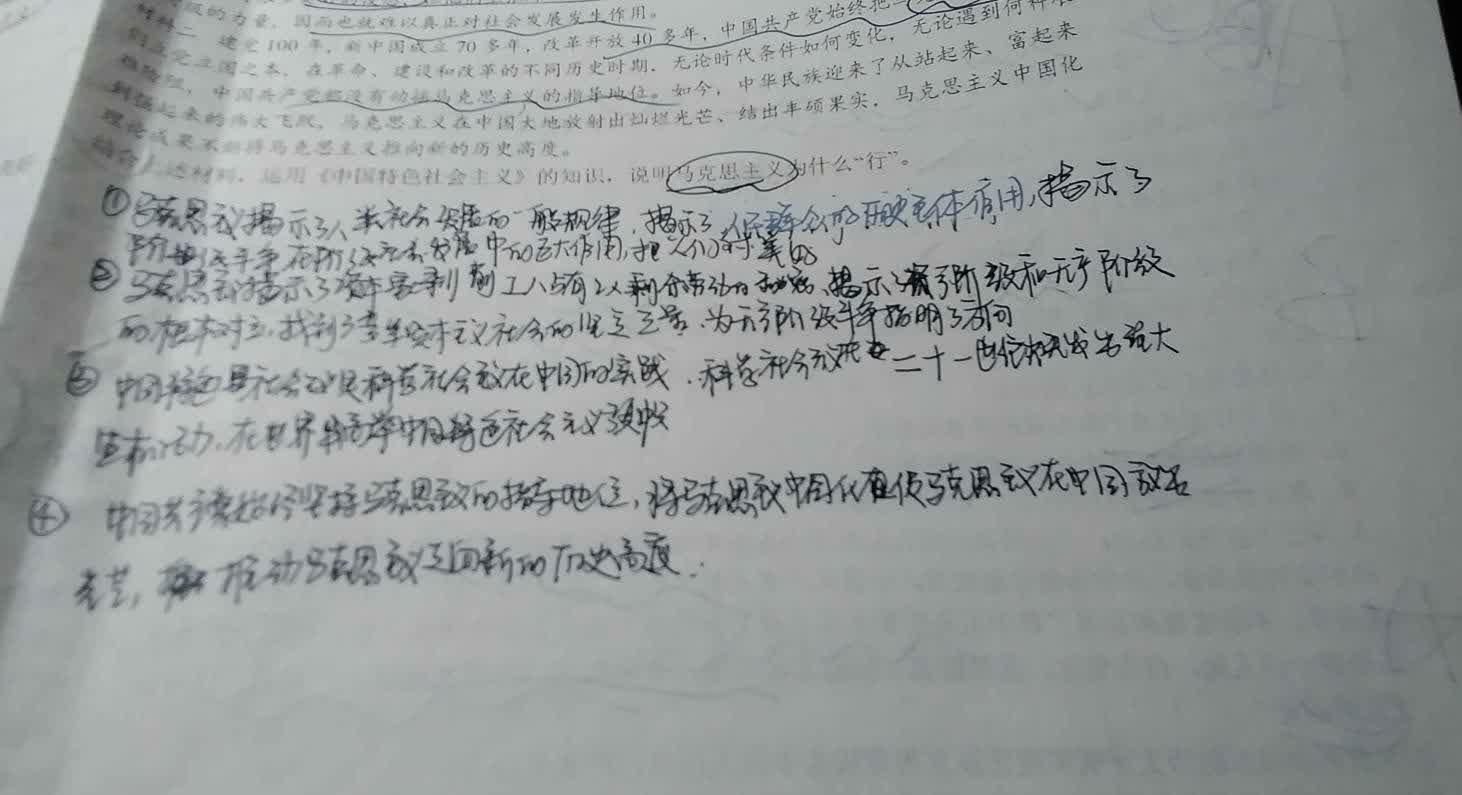 级的力量，因而也就难以真正对社会发展发生作用。
材料二 建党100年，新中国成立70多年，改革开放40多年，中国共产党始终把
立党立国之本，在革命、建设和改革的不同历史时期，无论时代条件如何变化，无论遇到何种
险阻，中国共产党都没有动摇马克思主义的指导地位。如今，中华民族迎来了从站起来、富起来
到强起来的伟大飞跃，马克思主义在中国大地放射出灿烂光芒、结出丰硕果实，马克思主义中国化
理论成果不断将马克思主义推向新的历史高度。
结合上述材料，运用《中国特色社会主义》的知识，说明马克思主义为什么“行”。
①马克思主义揭示了人类社会发展的一般规律，揭示了人民群众的历史主体作用，揭示了
阶级斗争在阶级社会发展中的巨大作用，把人们对美好
②马克思主义揭示了资本家剥削工人占有工人剩余劳动的秘密，揭示了资产阶级和无产阶级
的根本对立，找到了变革资本主义社会的，为无产阶级斗争指明了方向
③中国特色社会主义是科学社会主义在中国的实践，科学社会主义在二十一世纪焕发出强大
生机活力，在世界高举中国特色社会主义
④中国共产党始终坚持马克思主义的指导地位，将马克思主义中国化使马克思主义在中国放出
光芒，推动马克思主义迈向新的历史高度.